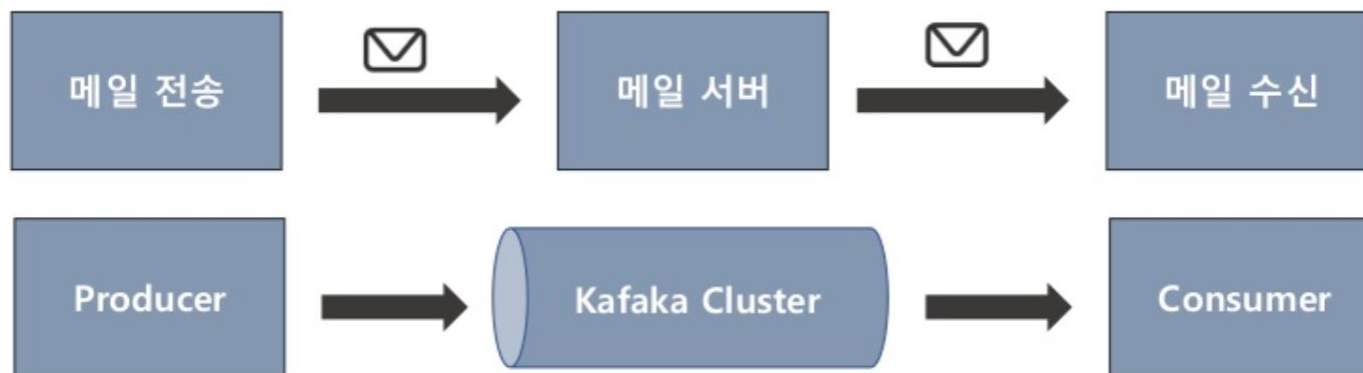 메일 전송
메일 서버
메일 수신
Producer
Kafaka Cluster
Consumer